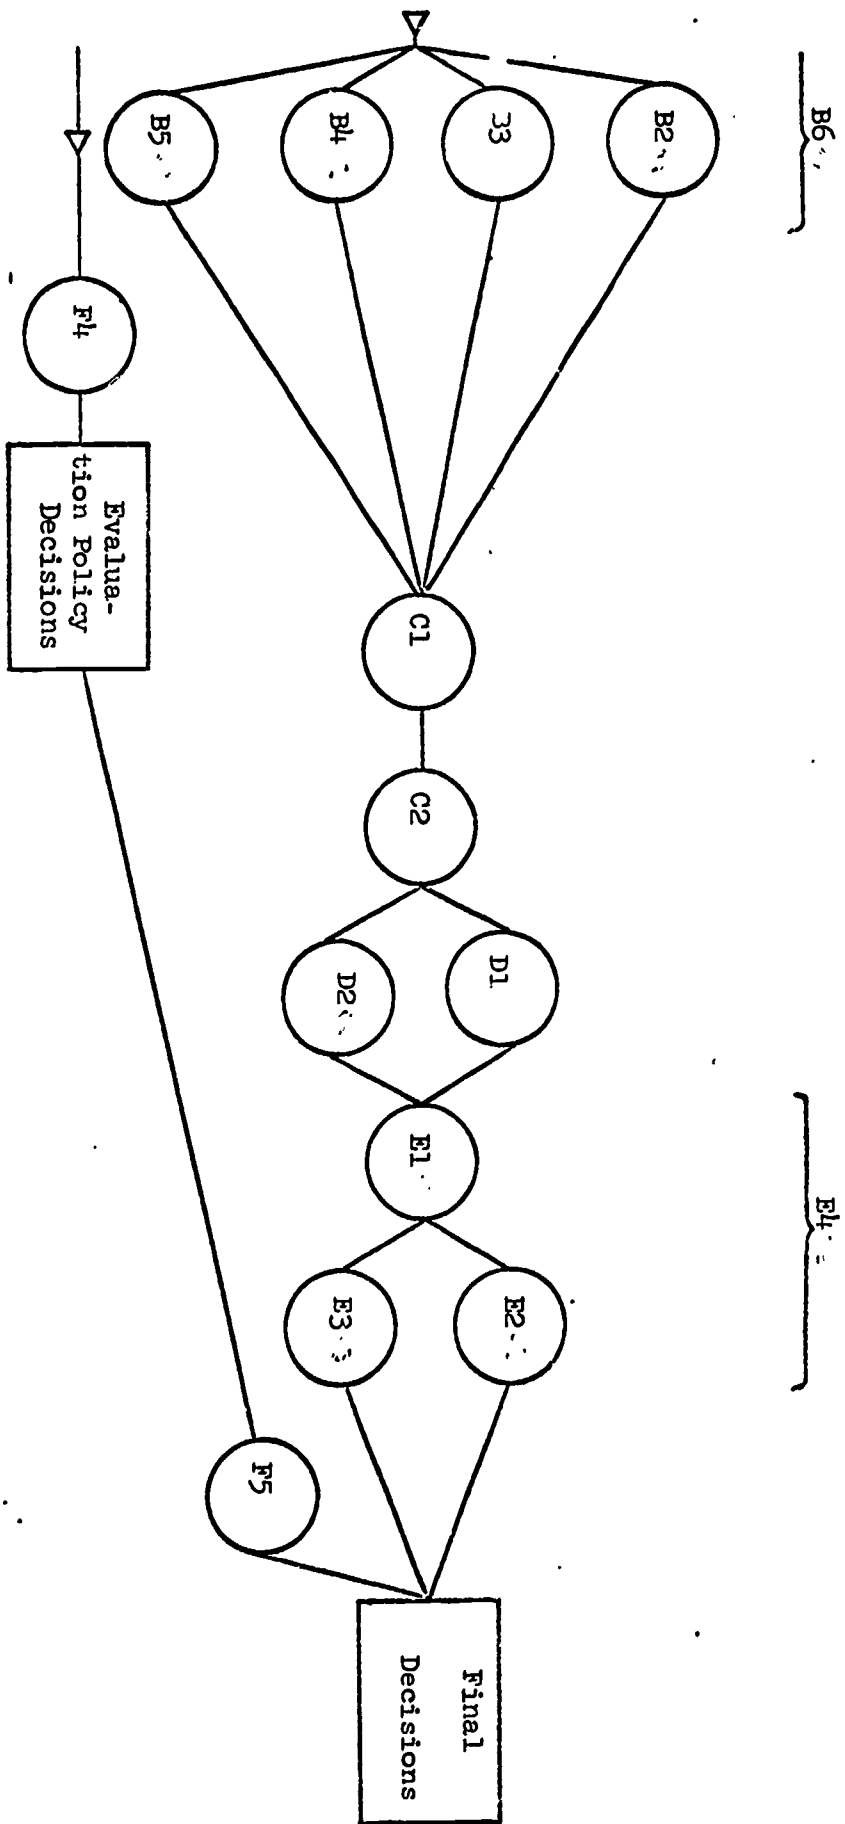 B6
B2
33
B4
B5
C1
C2
D1
D2
E1
E4
E2
E3
F4
Evalua-
tion Policy
Decisions
F5
Final
Decisions